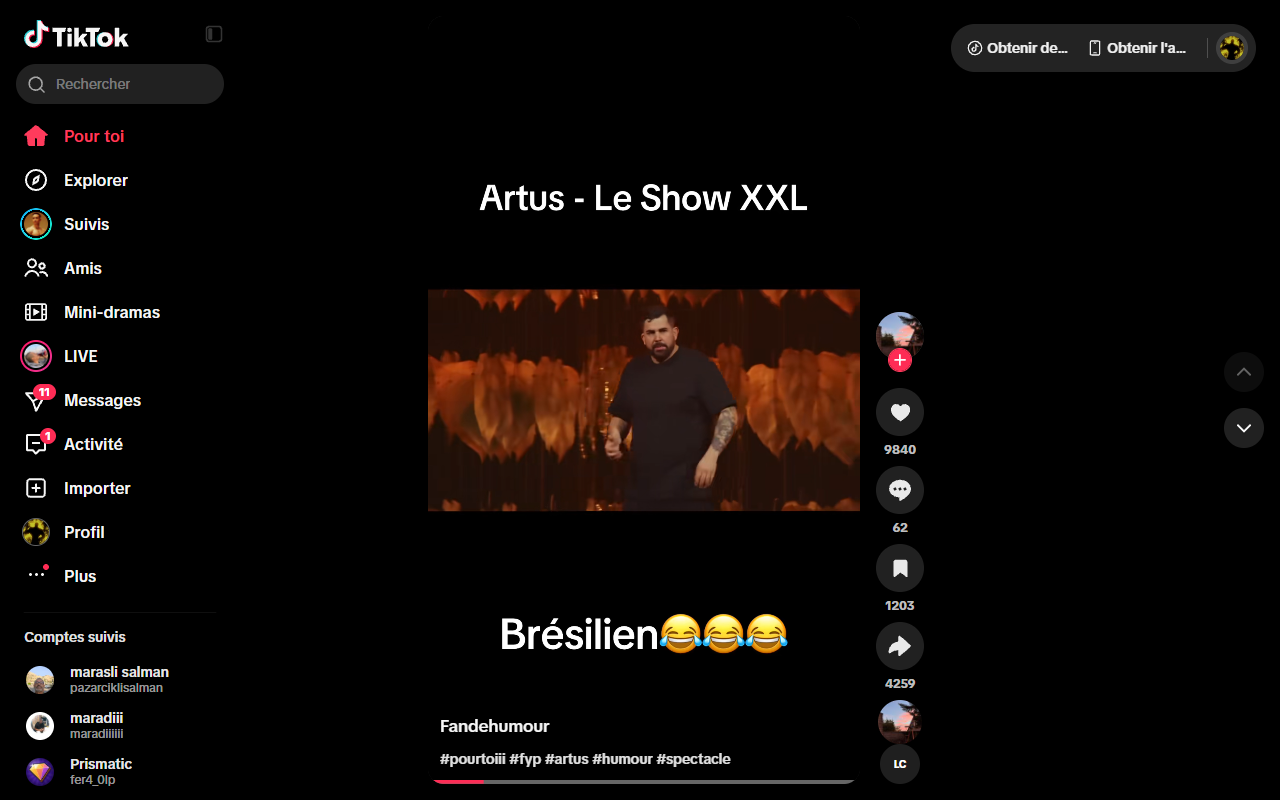 TikTok
Rechercher
Pour toi
Explorer
Suivis
Amis
Mini-dramas
LIVE
11
Messages
1
Activité
Importer
Profil
Plus
Comptes suivis
marasli salman
pazarciklisalman
maradiii
maradiiiiii
Prismatic
fer4_0lp
Obtenir de...
Obtenir l'a...
Artus - Le Show XXL
Brésilien😂😂😂
Fandehumour
#pourtoiii #fyp #artus #humour #spectacle
9840
62
1203
4259
LC